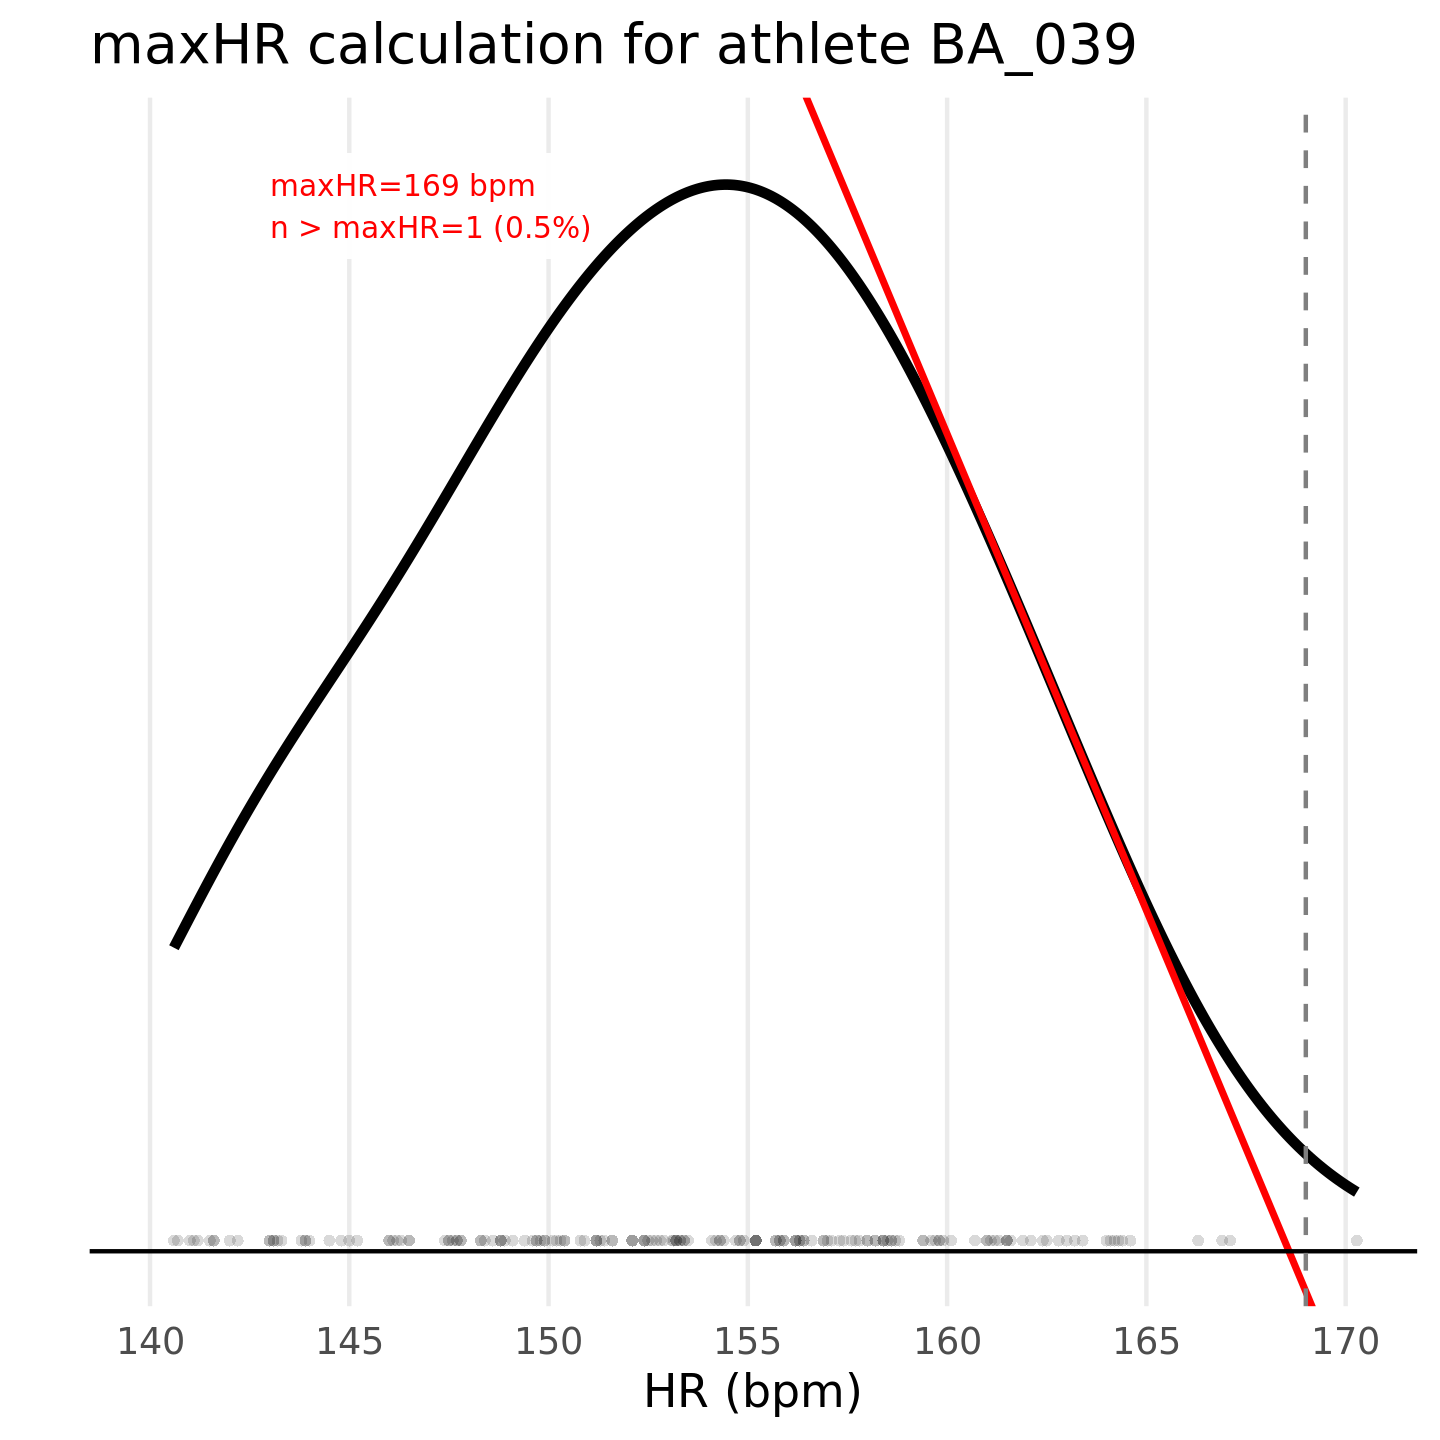 maxHR calculation for athlete BA_039
maxHR=169 bpm
n > maxHR=1 (0.5%)
140 145 150 155 160 165 170
HR (bpm)